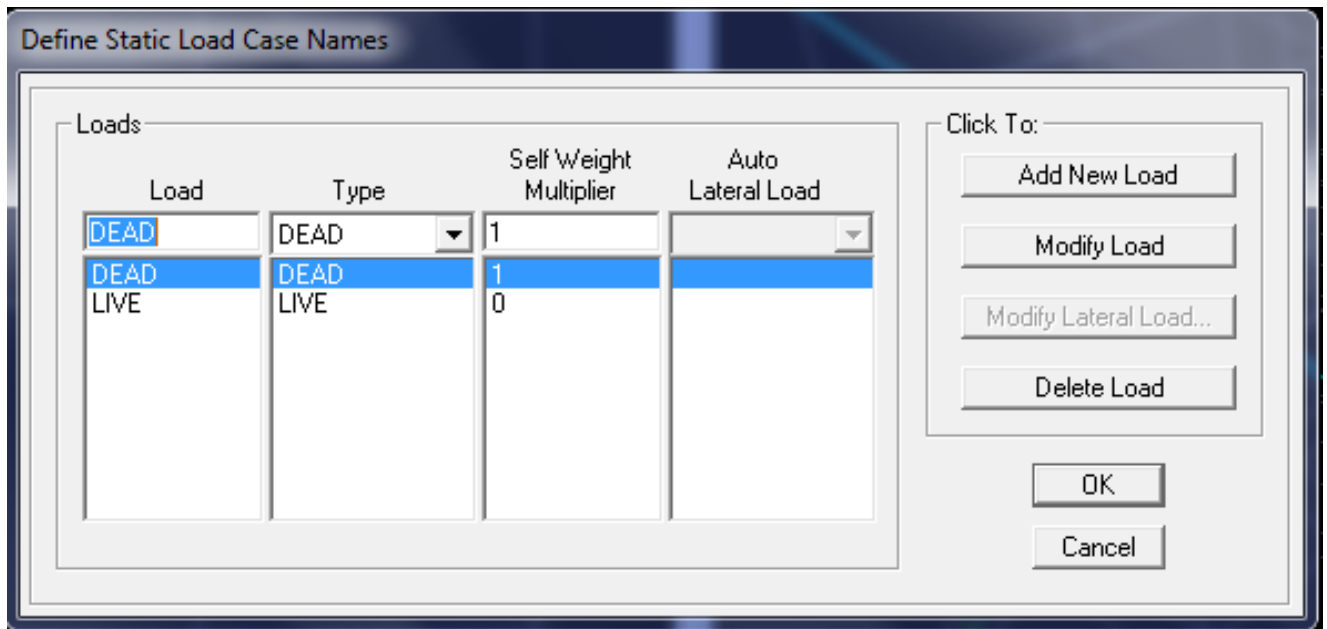 Define Static Load Case Names
Loads
Load Type Self Weight Multiplier Auto Lateral Load
DEAD DEAD 1
DEAD DEAD 1
LIVE LIVE 0
Click To:
Add New Load
Modify Load
Modify Lateral Load...
Delete Load
OK
Cancel